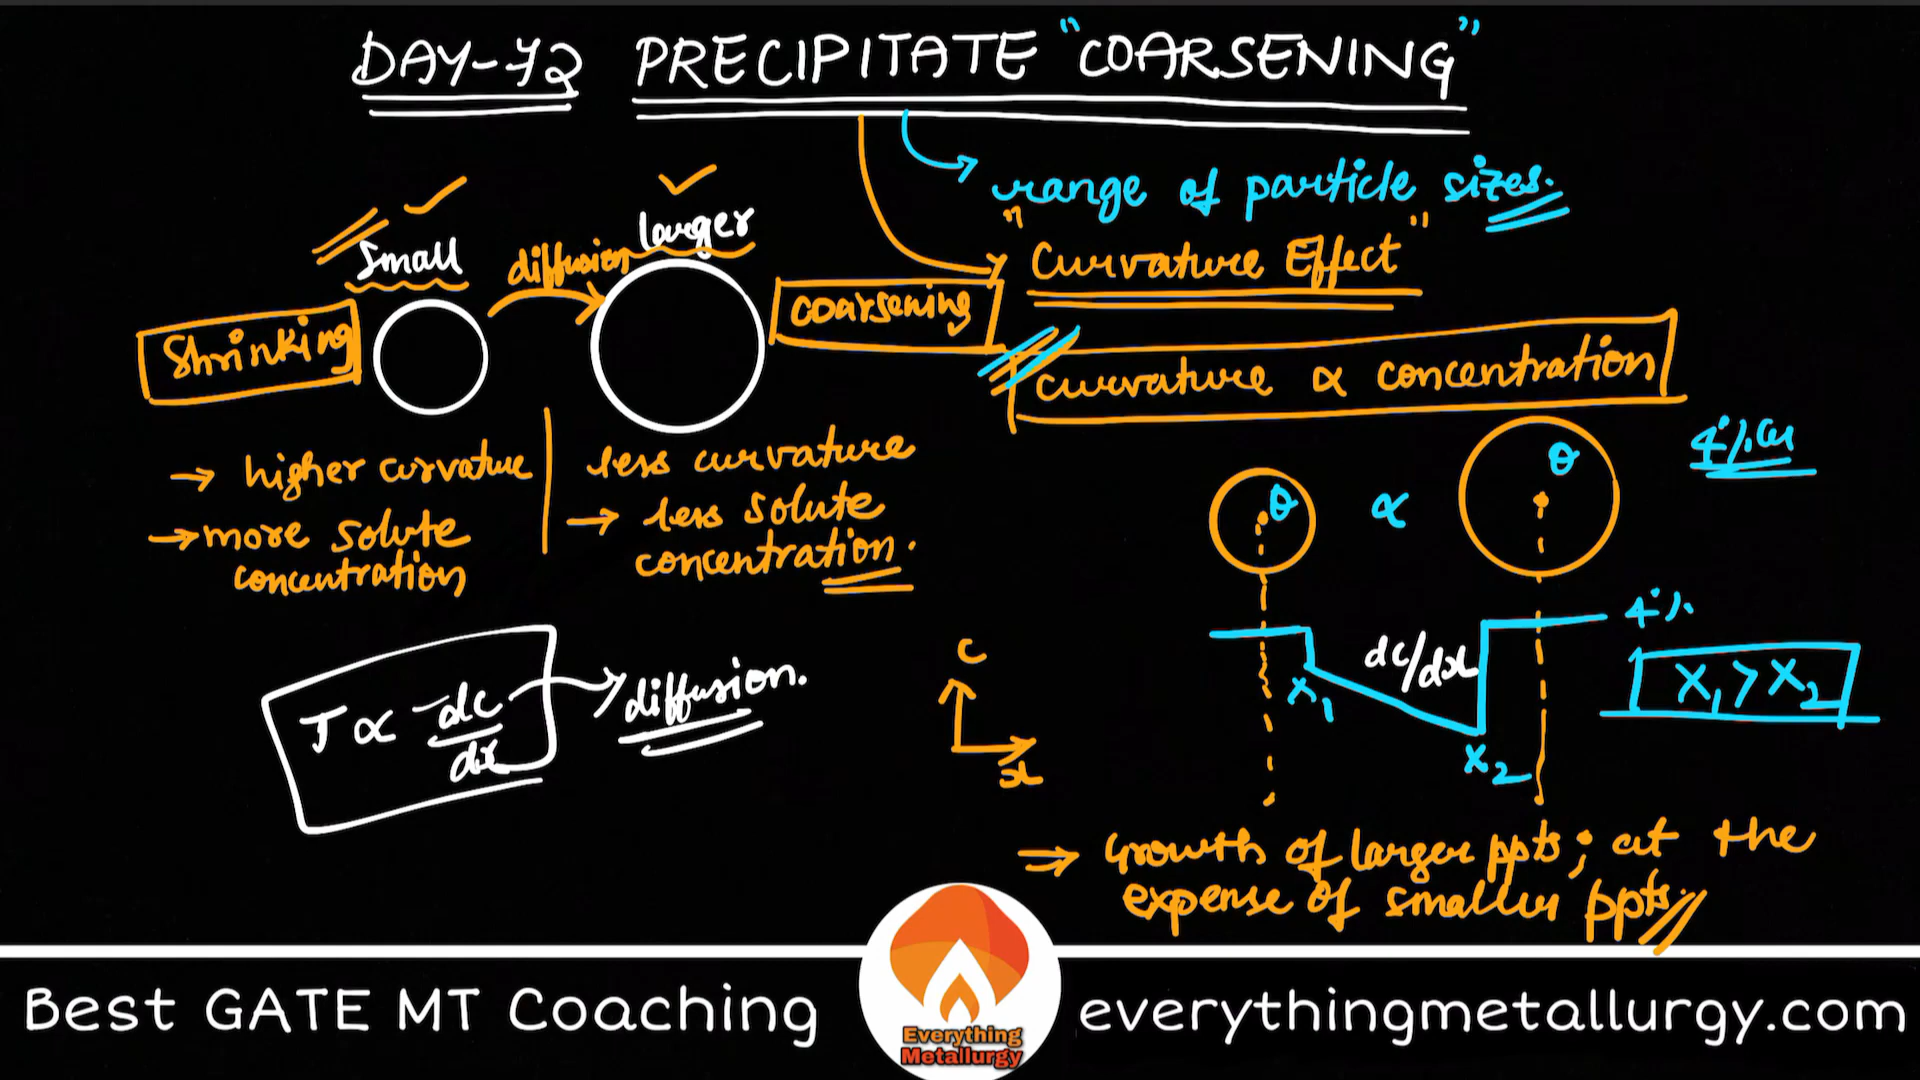 DAY-72 PRECIPITATE "COARSENING"
range of particle sizes.
"Curvature Effect"
small
diffusion
larger
Shrinking
coarsening
curvature ∝ concentration
→ higher curvature
→ more solute
concentration
less curvature
→ less solute
concentration.
4% Cu
θ ∝ θ
4%
dc/dx
X₁
X₂
X₁ > X₂
J ∝ -dc/dx → diffusion.
C
x
⇒ Growth of larger ppts; at the
expense of smaller ppts.
Best GATE MT Coaching
Everything
Metallurgy
everythingmetallurgy.com